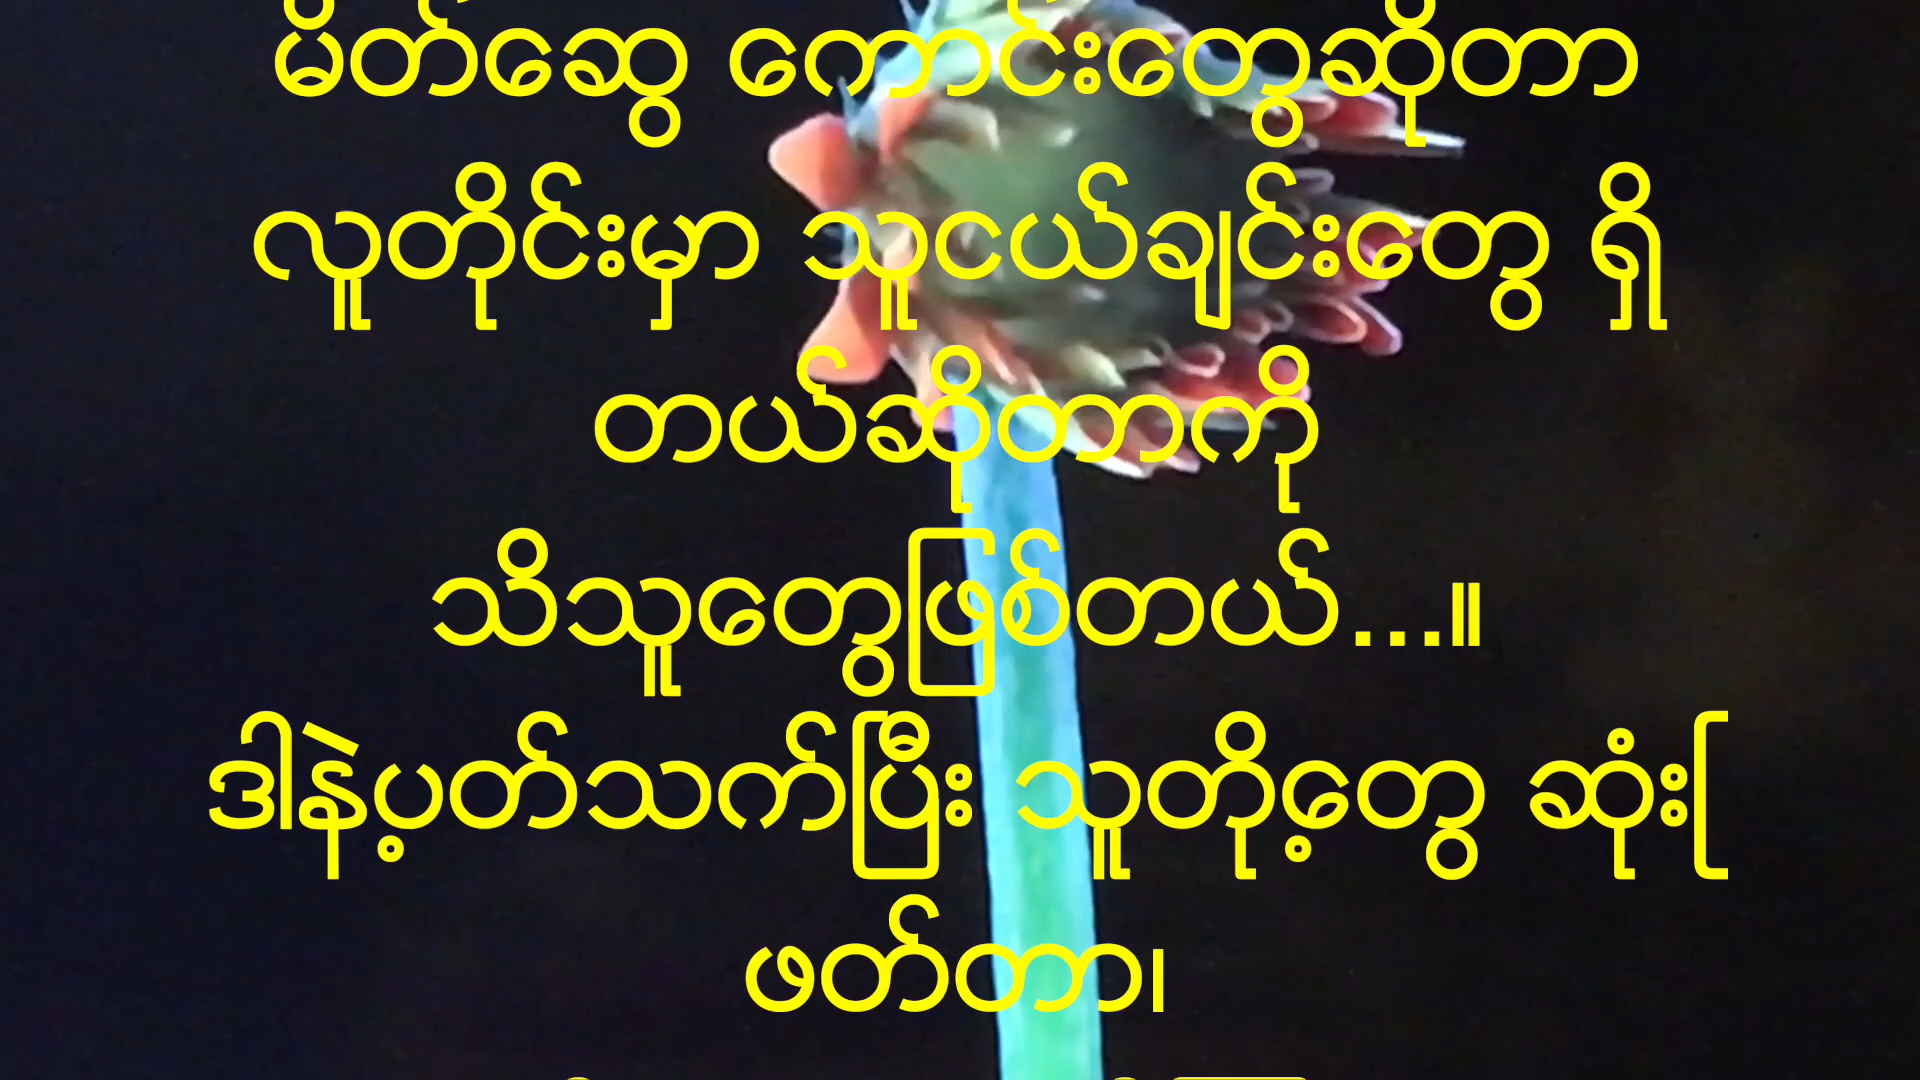 မိတ်ဆွေ ကောင်းတွေဆိုတာ
လူတိုင်းမှာ သူငယ်ချင်းတွေ ရှိ
တယ်ဆိုတာကို
သိသူတွေဖြစ်တယ်...။
ဒါနဲ့ပတ်သက်ပြီး သူတို့တွေ ဆုံးဖြ
ဖတ်တာ၊